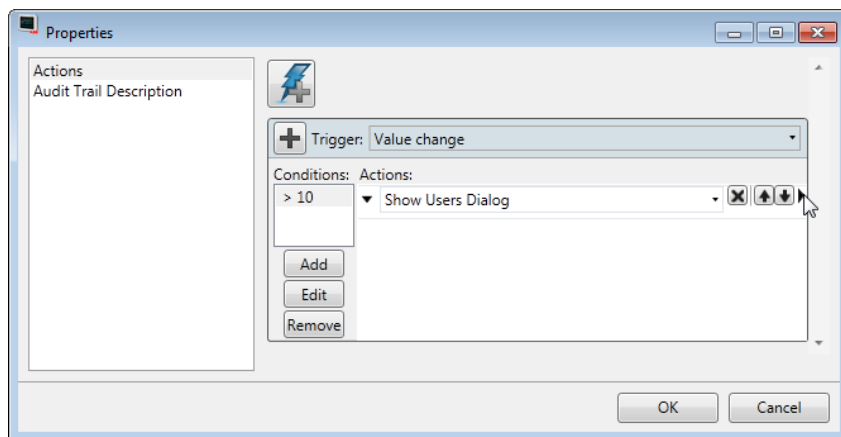 Properties
Actions
Audit Trail Description
Trigger: Value change
Conditions: Actions:
> 10
Show Users Dialog
Add
Edit
Remove
OK
Cancel